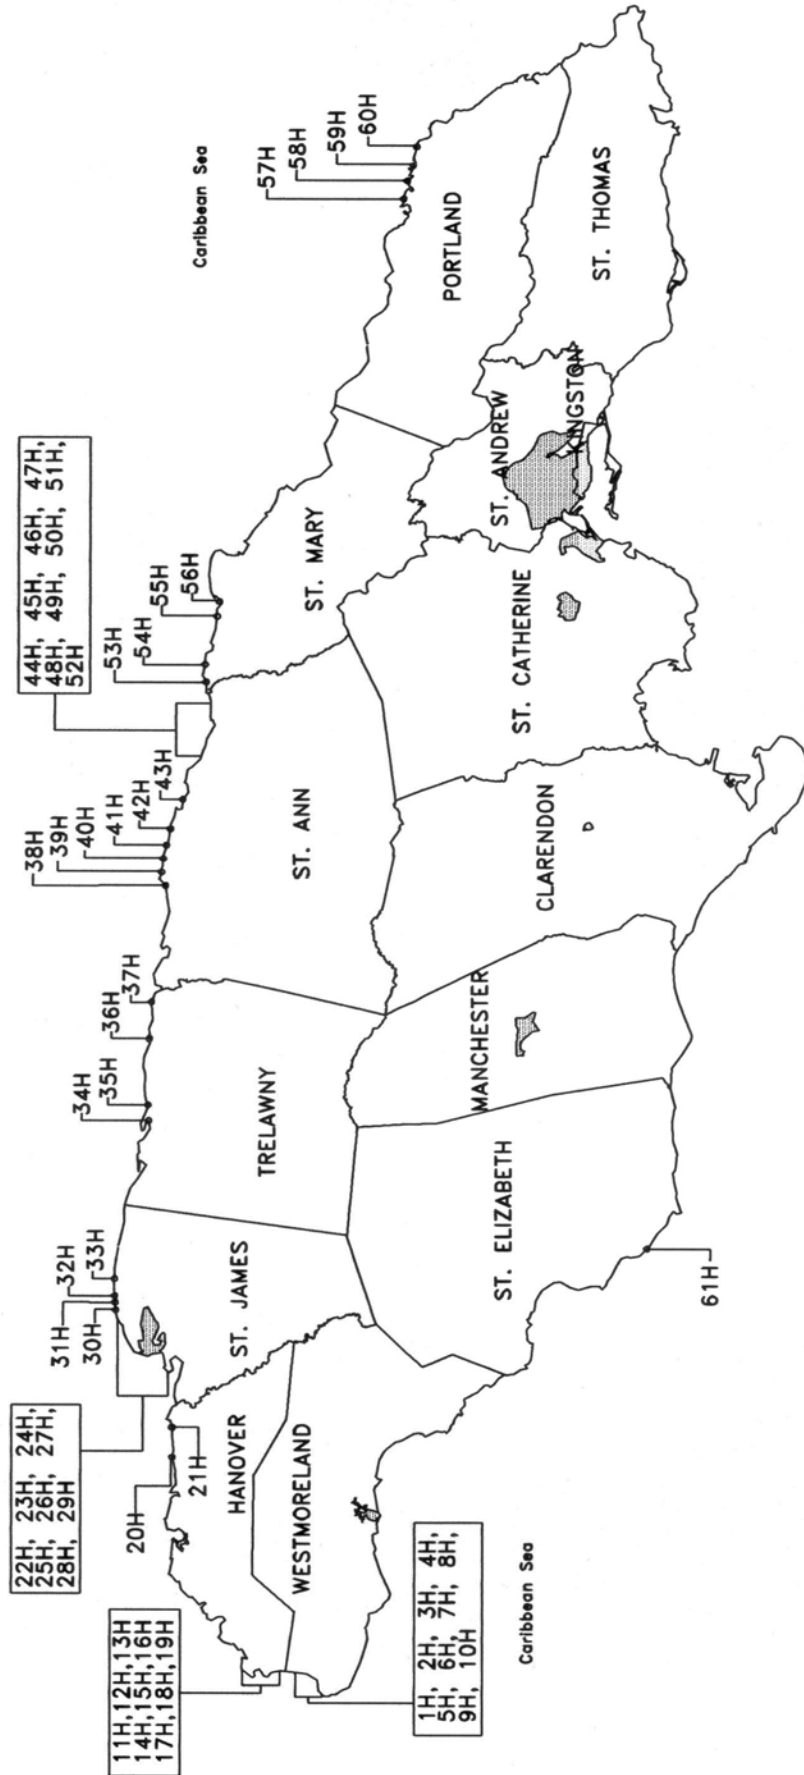 11H,12H,13H
14H,15H,16H
17H,18H,19H
22H, 23H, 24H,
25H, 26H, 27H,
28H, 29H
20H
21H
30H
31H
32H
33H
34H
35H
36H
37H
38H
39H
40H
41H
42H
43H
44H, 45H, 46H, 47H,
48H, 49H, 50H, 51H,
52H
53H
54H
55H
56H
57H
58H
59H
60H
Caribbean Sea
HANOVER
WESTMORELAND
ST. JAMES
TRELAWNY
ST. ELIZABETH
MANCHESTER
ST. ANN
CLARENDON
ST. MARY
ST. CATHERINE
ST. ANDREW
KINGSTON
PORTLAND
ST. THOMAS
1H, 2H, 3H, 4H,
5H, 6H, 7H, 8H,
9H, 10H
Caribbean Sea
61H